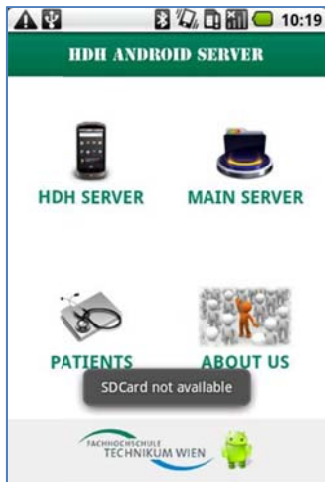 10:19
HDH ANDROID SERVER
HDH SERVER
MAIN SERVER
PATIENTS
ABOUT US
SDCard not available
FACHHOCHSCHULE
TECHNIKUM WIEN